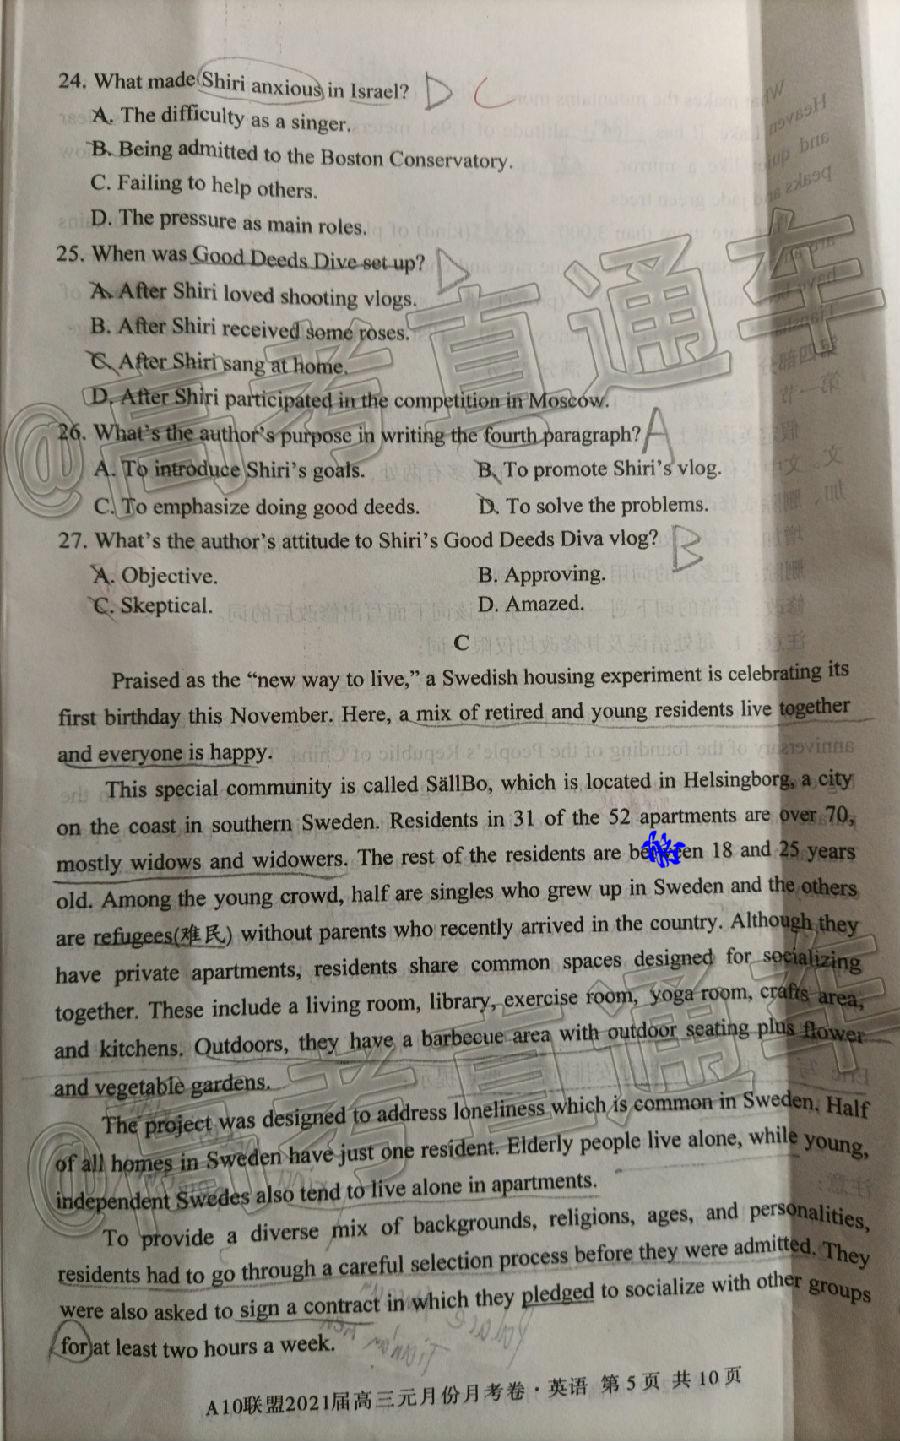 24. What made Shiri anxious in Israel? D C
A. The difficulty as a singer.
B. Being admitted to the Boston Conservatory.
C. Failing to help others.
D. The pressure as main roles.
25. When was Good Deeds Dive set up? D
A. After Shiri loved shooting vlogs.
B. After Shiri received some roses.
C. After Shiri sang at home.
D. After Shiri participated in the competition in Moscow.
26. What's the author's purpose in writing the fourth paragraph? A
A. To introduce Shiri's goals. B. To promote Shiri's vlog.
C. To emphasize doing good deeds. D. To solve the problems.
27. What's the author's attitude to Shiri's Good Deeds Diva vlog? B
A. Objective. B. Approving.
C. Skeptical. D. Amazed.
C
Praised as the “new way to live,” a Swedish housing experiment is celebrating its
first birthday this November. Here, a mix of retired and young residents live together
and everyone is happy.
This special community is called SällBo, which is located in Helsingborg, a city
on the coast in southern Sweden. Residents in 31 of the 52 apartments are over 70,
mostly widows and widowers. The rest of the residents are between 18 and 25 years
old. Among the young crowd, half are singles who grew up in Sweden and the others
are refugees(难民) without parents who recently arrived in the country. Although they
have private apartments, residents share common spaces designed for socializing
together. These include a living room, library, exercise room, yoga room, crafts area,
and kitchens. Outdoors, they have a barbecue area with outdoor seating plus flower
and vegetable gardens.
The project was designed to address loneliness which is common in Sweden. Half
of all homes in Sweden have just one resident. Elderly people live alone, while young,
independent Swedes also tend to live alone in apartments.
To provide a diverse mix of backgrounds, religions, ages, and personalities,
residents had to go through a careful selection process before they were admitted. They
were also asked to sign a contract in which they pledged to socialize with other groups
for at least two hours a week.
A10联盟2021届高三元月份月考卷·英语 第5页 共10页
@高考直通车
@高考直通车